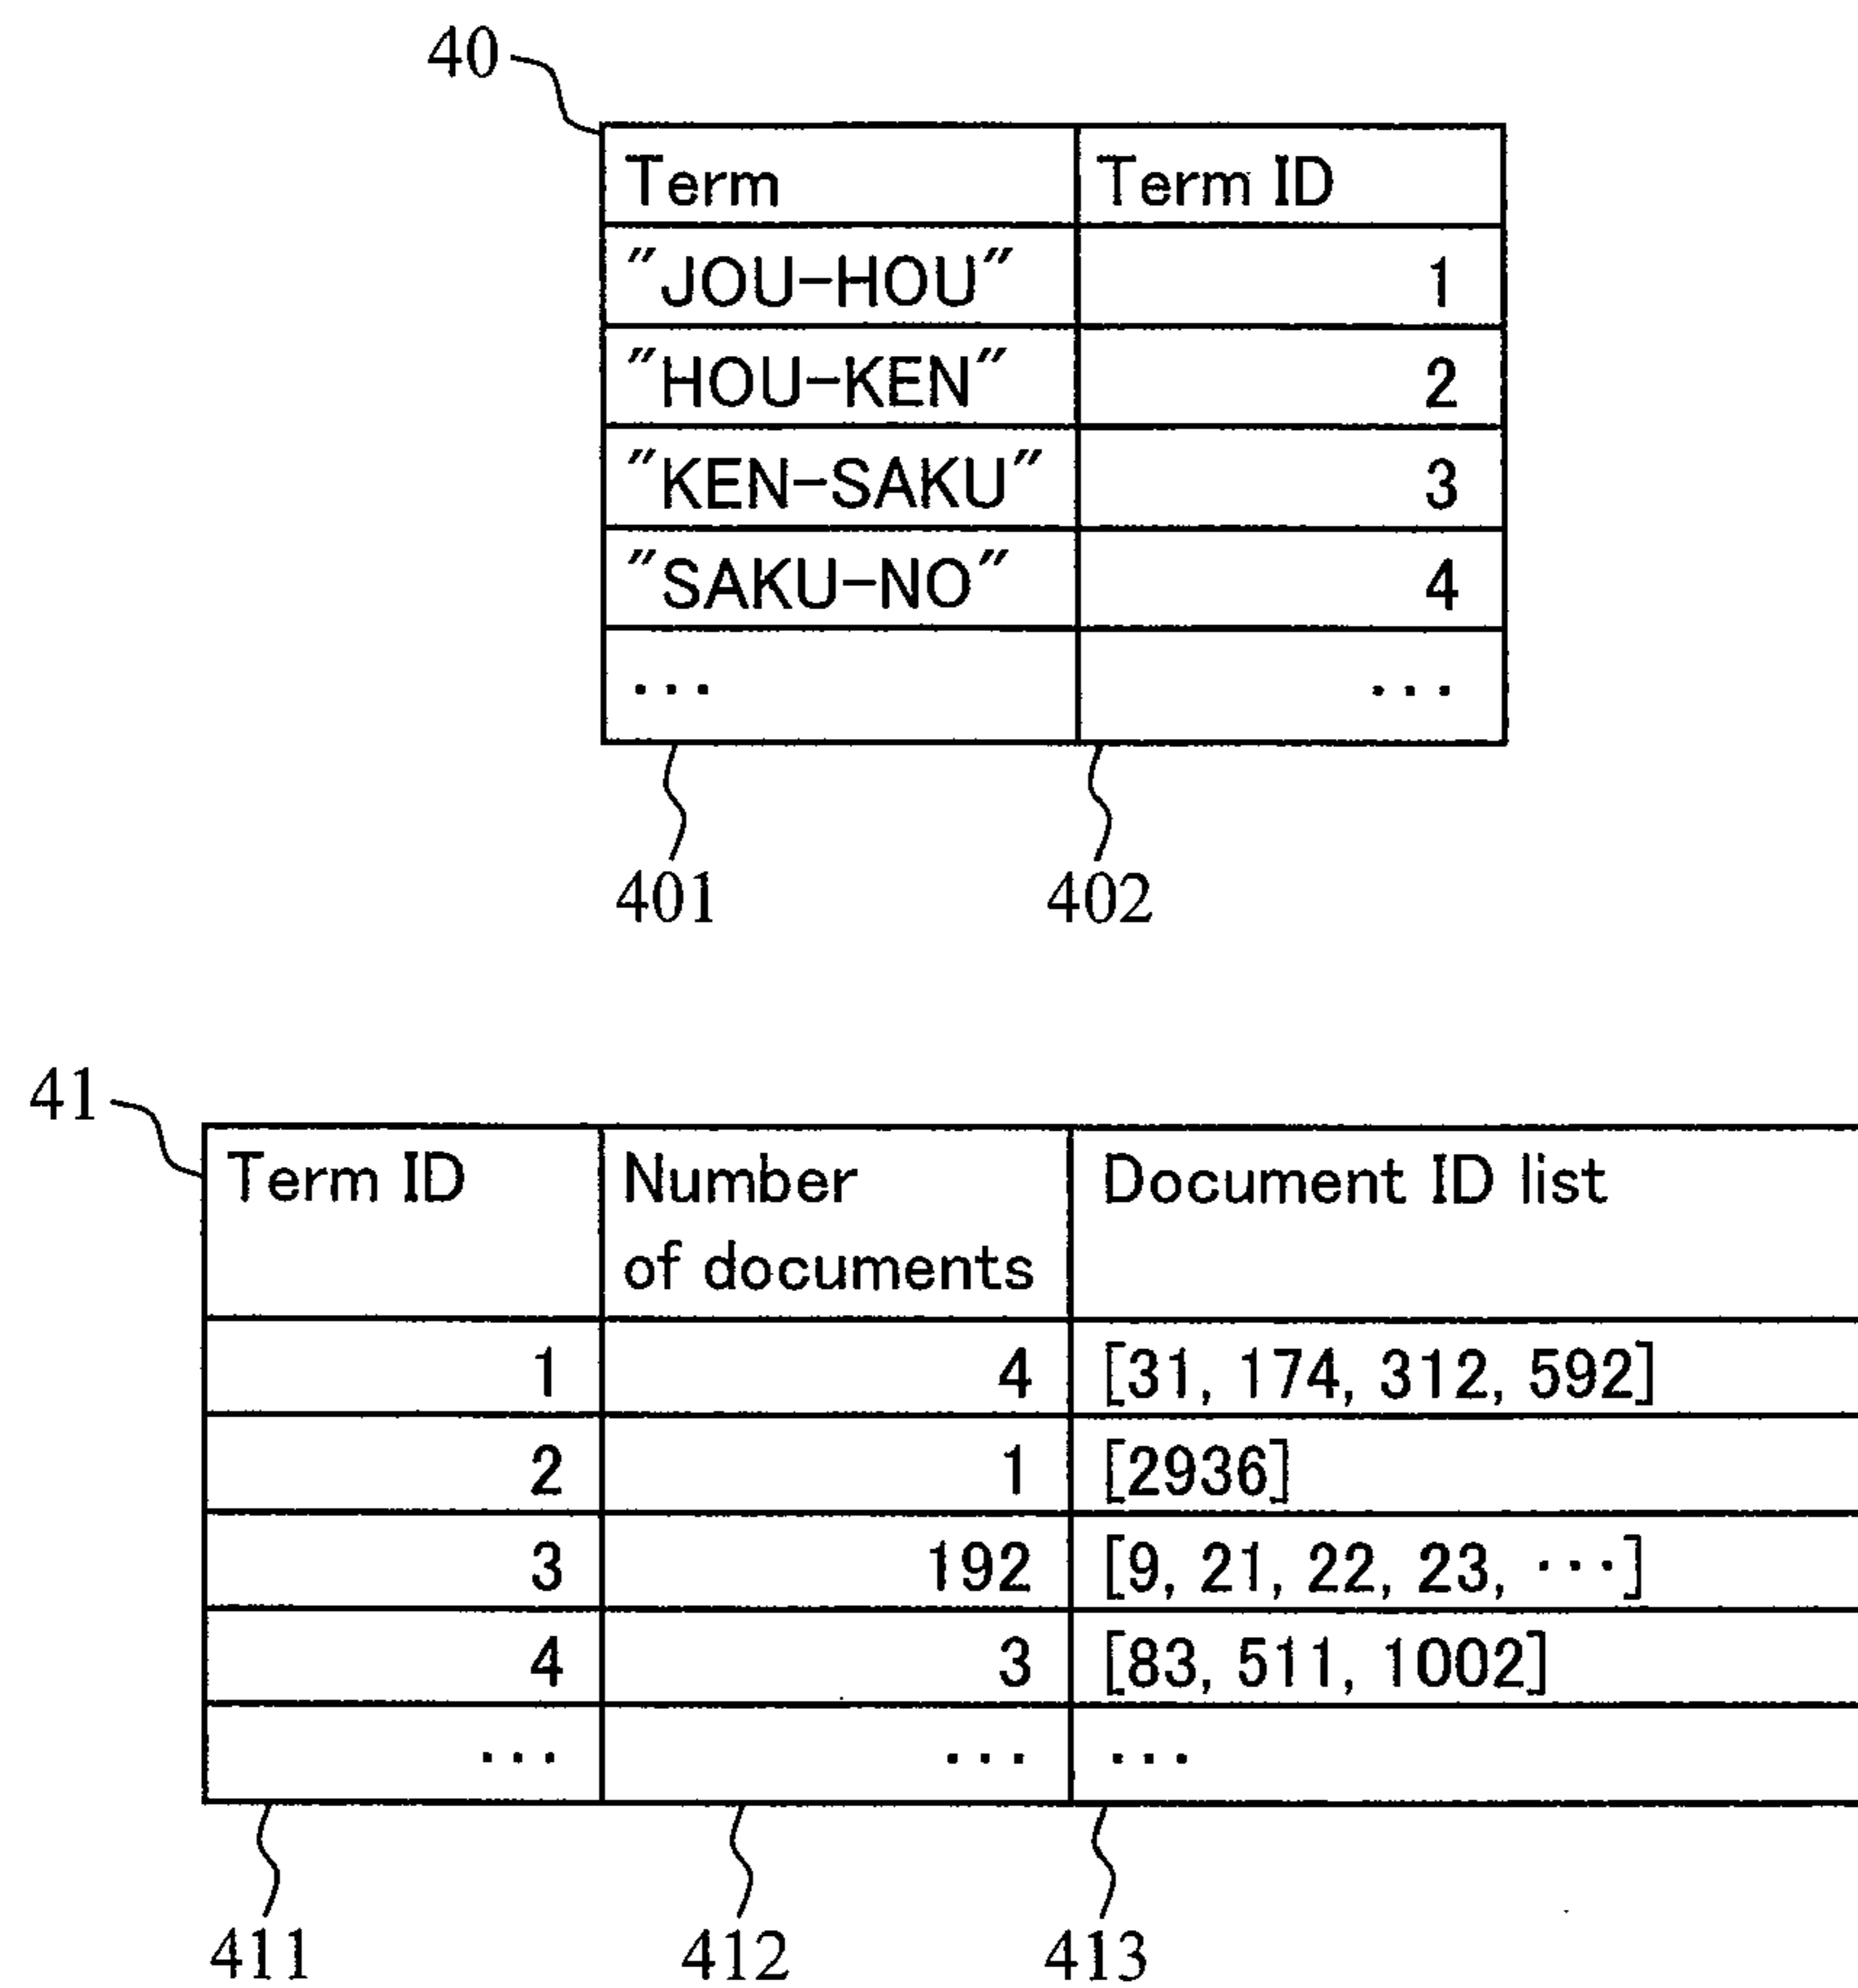 40
Term Term ID
"JOU-HOU" 1
"HOU-KEN" 2
"KEN-SAKU" 3
"SAKU-NO" 4
... ...
401 402
41
Term ID Number of documents Document ID list
1 4 [31, 174, 312, 592]
2 1 [2936]
3 192 [9, 21, 22, 23, ...]
4 3 [83, 511, 1002]
... ... ...
411 412 413